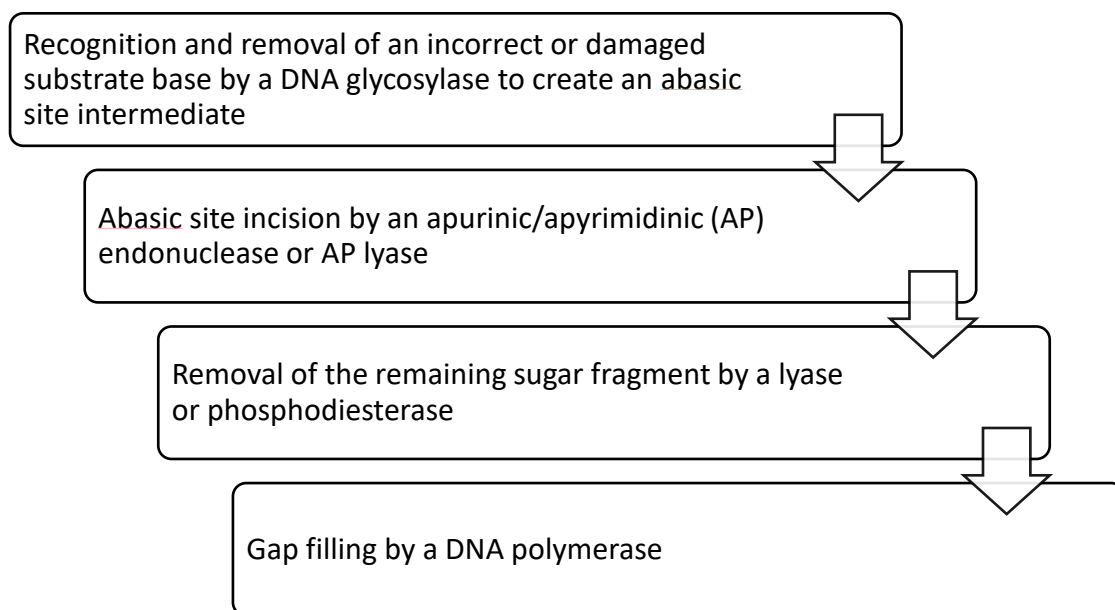 Recognition and removal of an incorrect or damaged
substrate base by a DNA glycosylase to create an abasic
site intermediate
Abasic site incision by an apurinic/apyrimidinic (AP)
endonuclease or AP lyase
Removal of the remaining sugar fragment by a lyase
or phosphodiesterase
Gap filling by a DNA polymerase